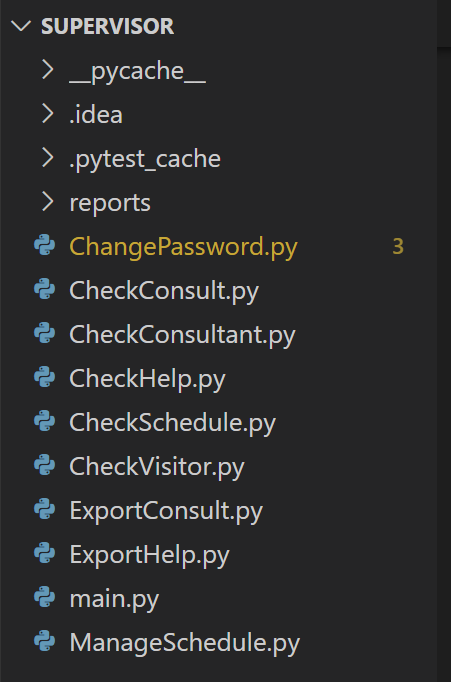 SUPERVISOR
__pycache__
.idea
.pytest_cache
reports
ChangePassword.py 3
CheckConsult.py
CheckConsultant.py
CheckHelp.py
CheckSchedule.py
CheckVisitor.py
ExportConsult.py
ExportHelp.py
main.py
ManageSchedule.py